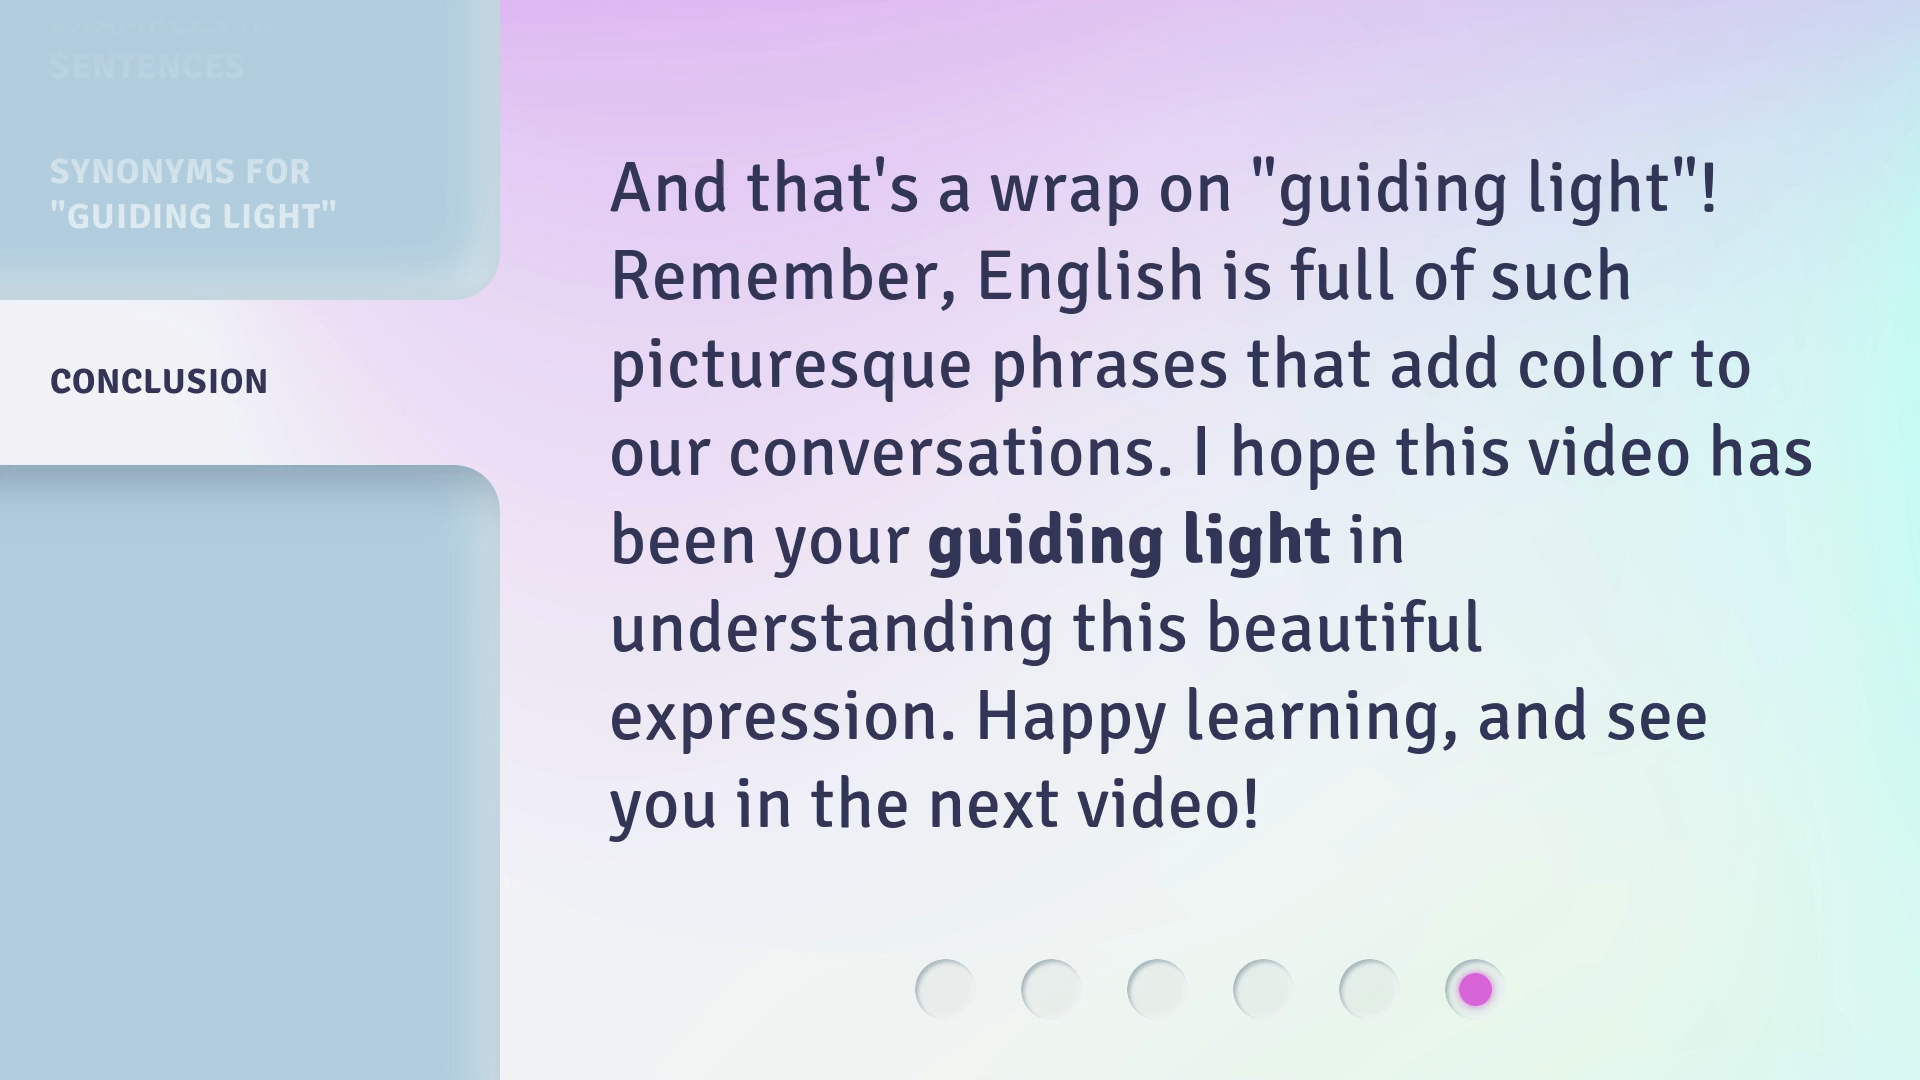 SENTENCES
SYNONYMS FOR
"GUIDING LIGHT"
CONCLUSION
And that's a wrap on "guiding light"!
Remember, English is full of such
picturesque phrases that add color to
our conversations. I hope this video has
been your guiding light in
understanding this beautiful
expression. Happy learning, and see
you in the next video!